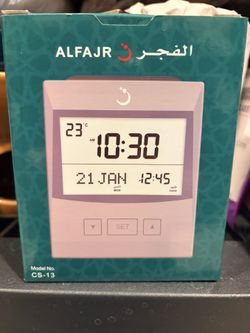 ALFAJR الفجر
23°C
AM 10:30
21 JAN 12:45
SET
Model No.
CS-13